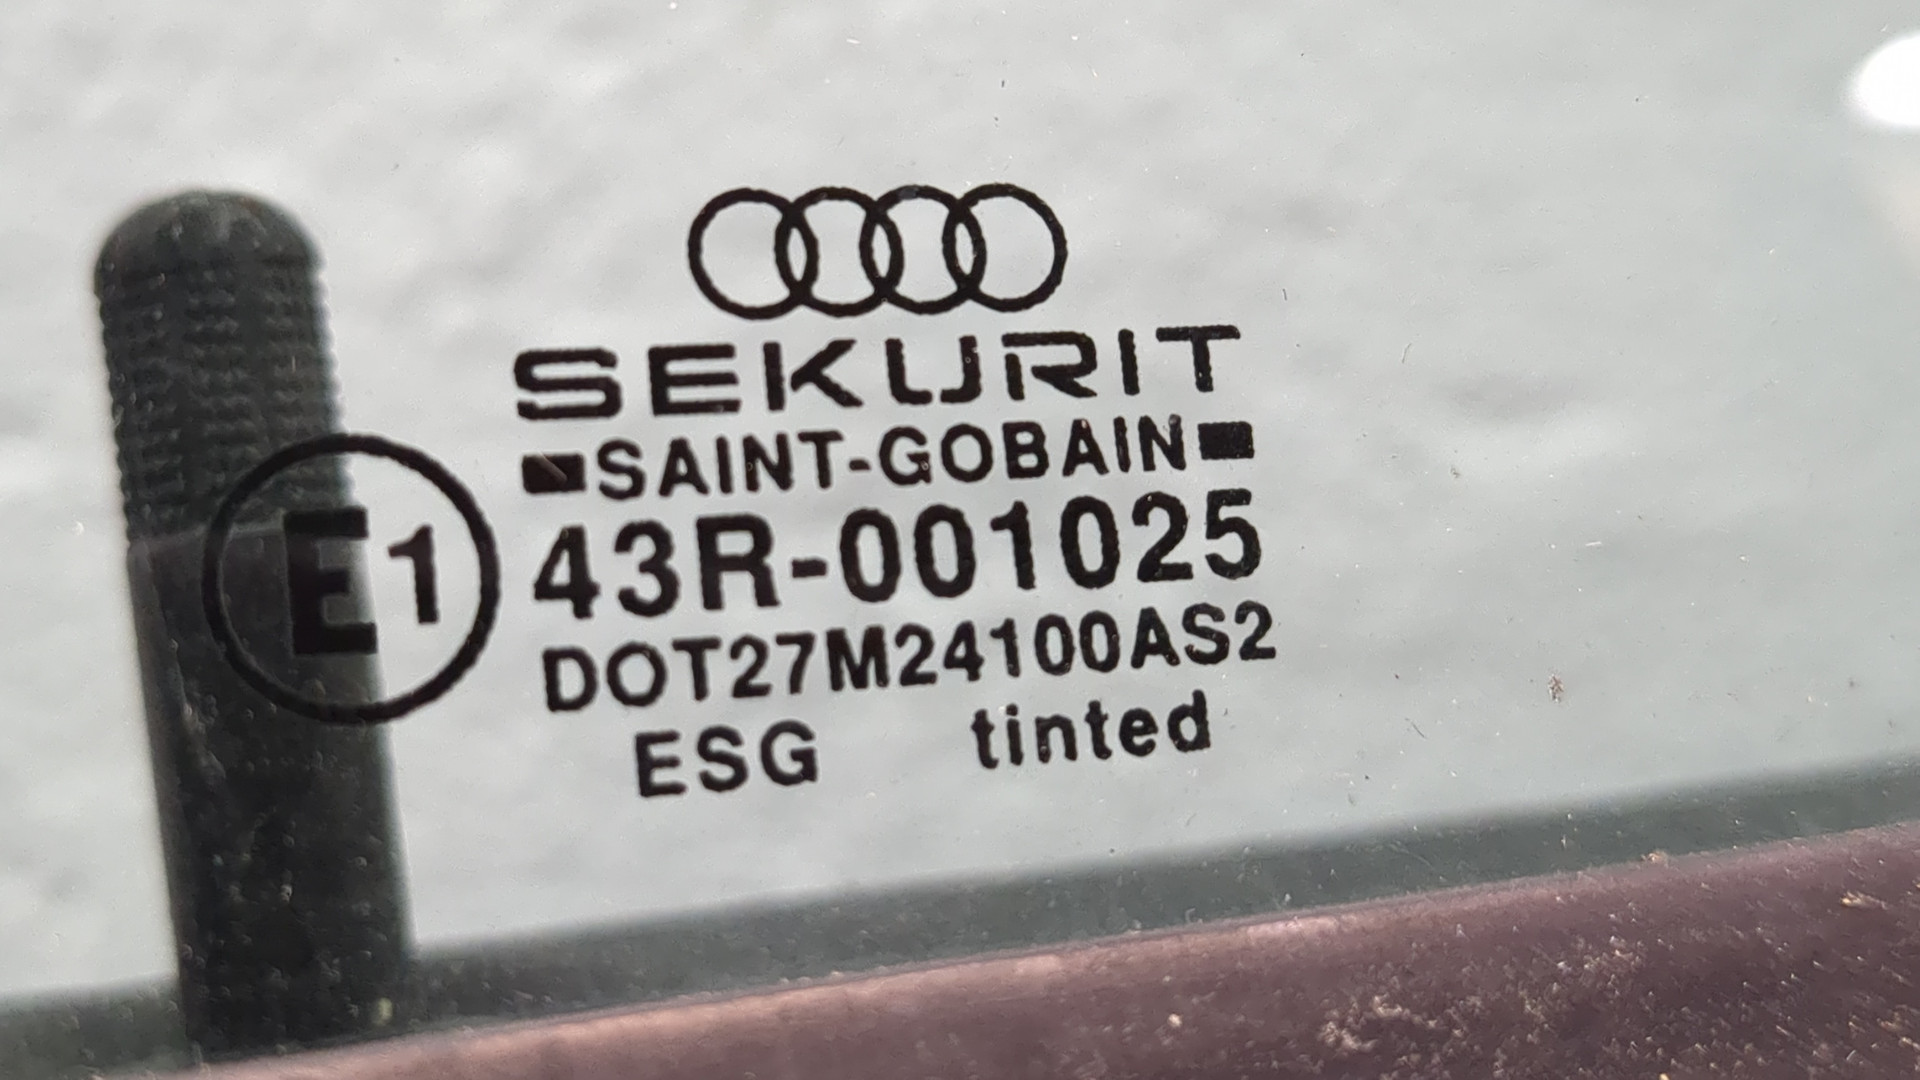 SEKURIT
SAINT-GOBAIN
E1 43R-001025
DOT27M24100AS2
ESG tinted